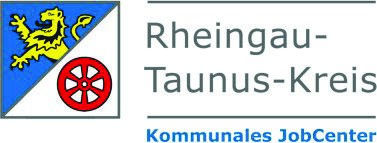 Rheingau-
Taunus-Kreis
Kommunales JobCenter